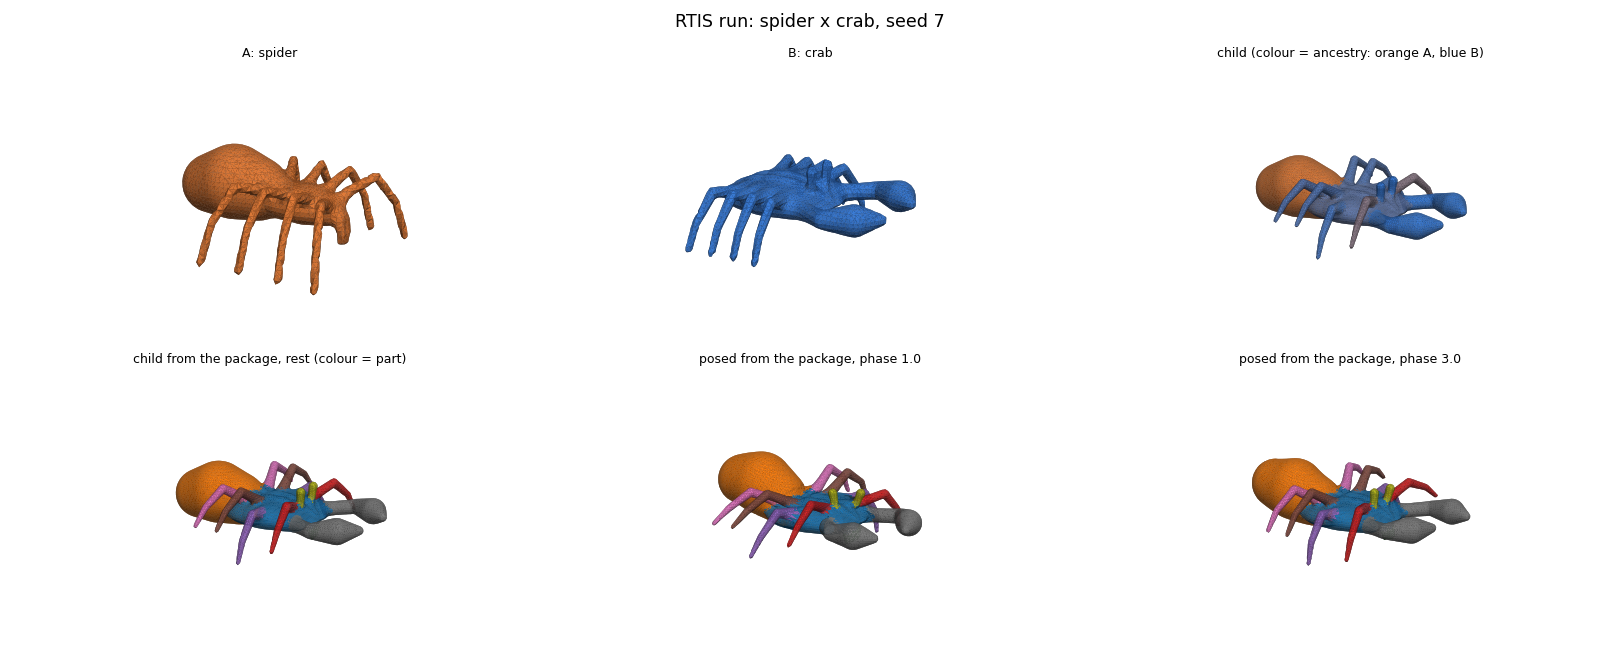 RTIS run: spider x crab, seed 7
A: spider
B: crab
child (colour = ancestry: orange A, blue B)
child from the package, rest (colour = part)
posed from the package, phase 1.0
posed from the package, phase 3.0